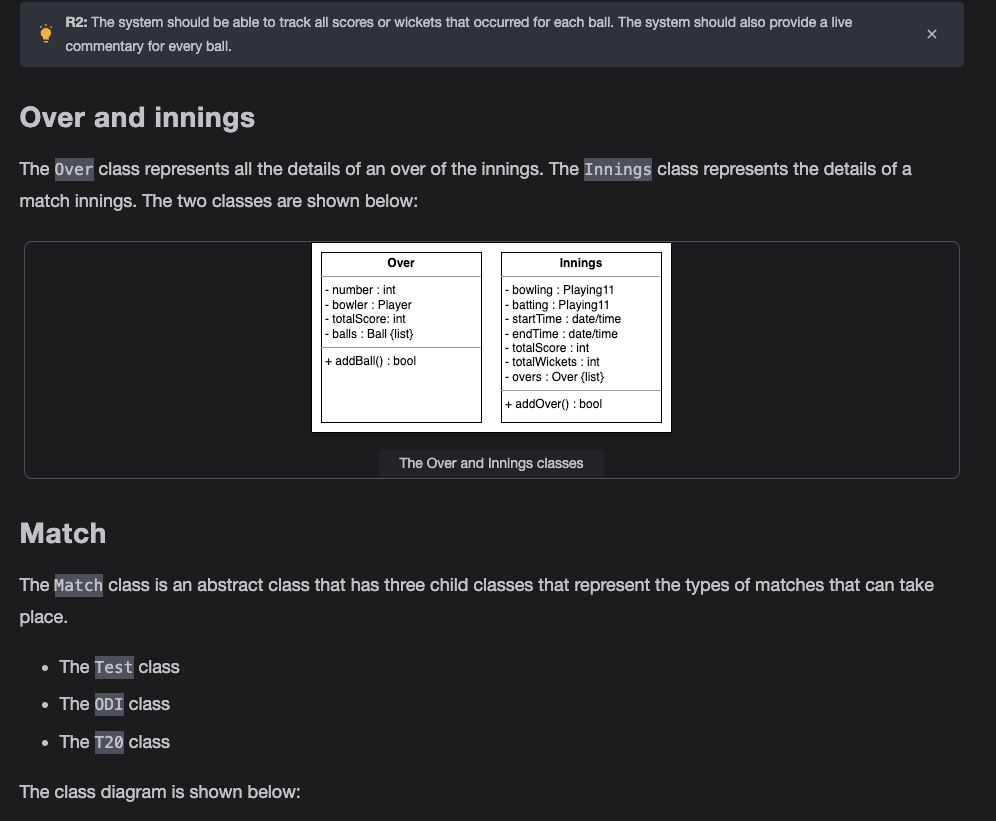 R2: The system should be able to track all scores or wickets that occurred for each ball. The system should also provide a live
commentary for every ball.
Over and innings
The Over class represents all the details of an over of the innings. The Innings class represents the details of a
match innings. The two classes are shown below:
Over
- number : int
- bowler : Player
- totalScore: int
- balls : Ball {list}
+ addBall() : bool
Innings
- bowling : Playing11
- batting : Playing11
- startTime : date/time
- endTime : date/time
- totalScore : int
- totalWickets : int
- overs : Over {list}
+ addOver() : bool
The Over and Innings classes
Match
The Match class is an abstract class that has three child classes that represent the types of matches that can take
place.
• The Test class
• The ODI class
• The T20 class
The class diagram is shown below: